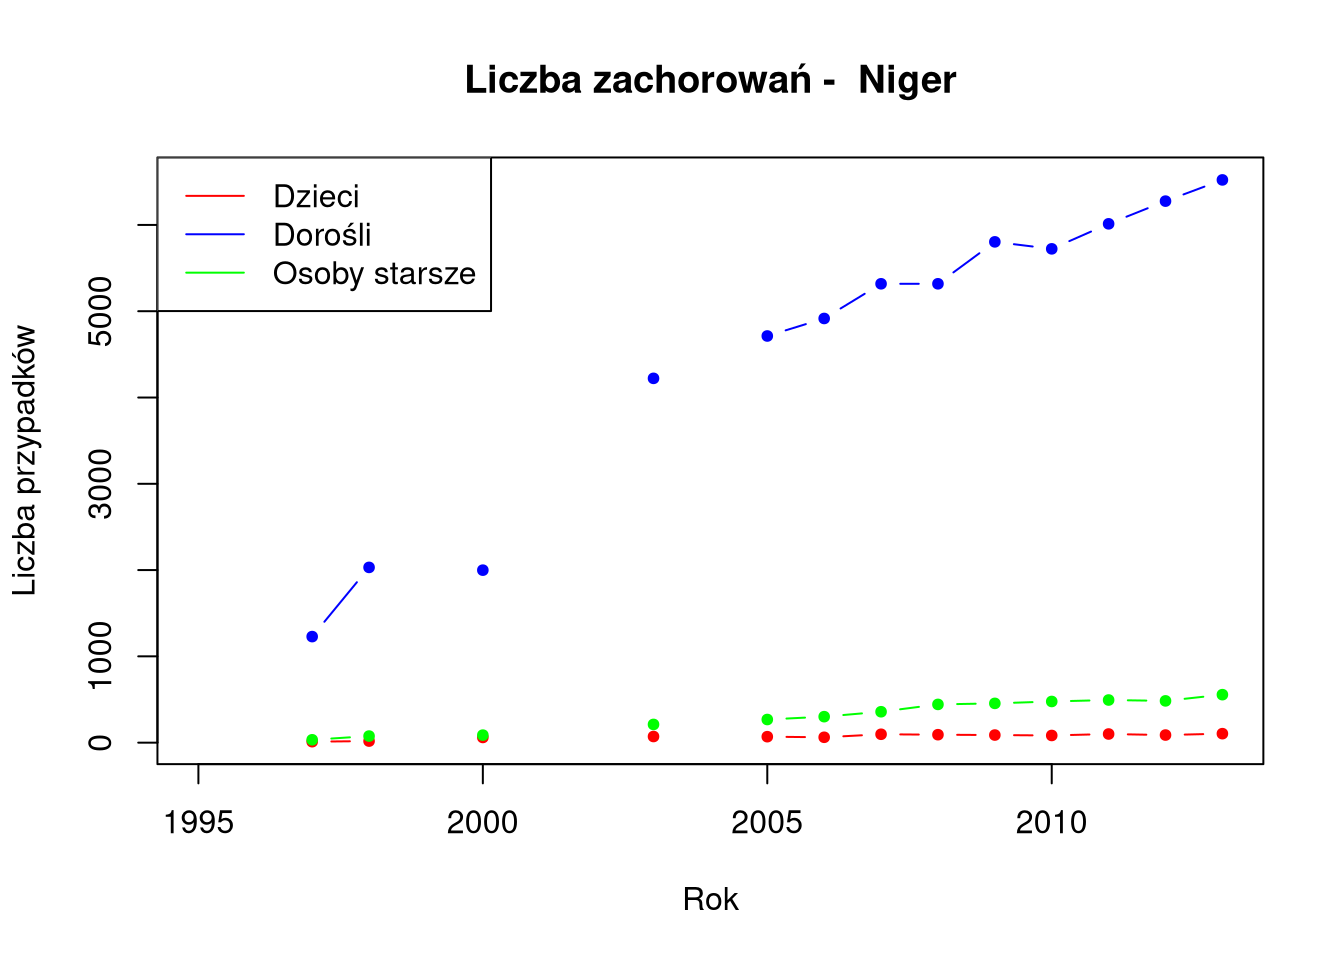 Liczba zachorowań -  Niger
Dzieci
Dorośli
Osoby starsze
Liczba przypadków
5000
3000
1000
0
1995 2000 2005 2010
Rok